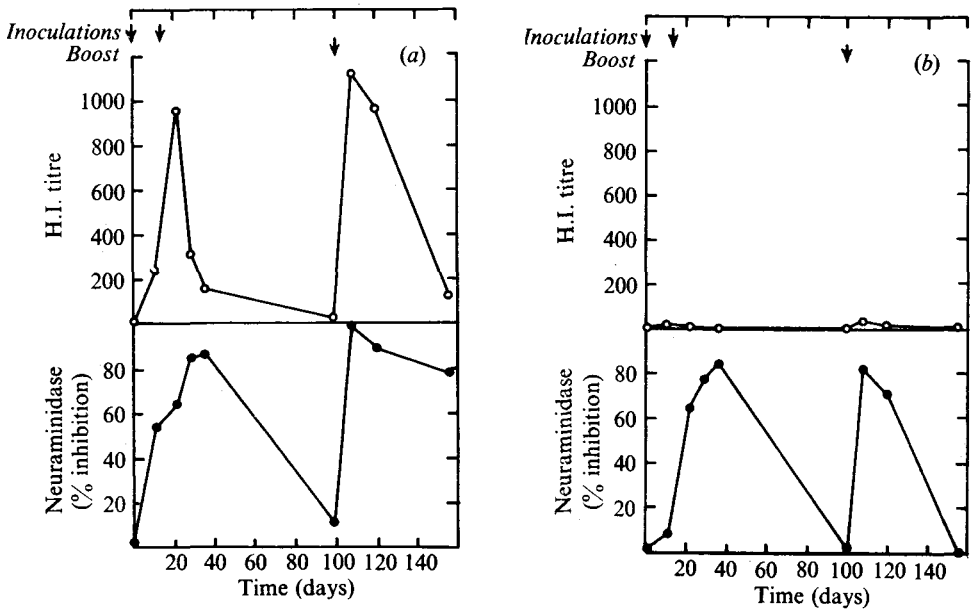 Inoculations
Boost
(a)
1000
800
600
400
200
H.I. titre
80
60
40
20
Neuraminidase
(% inhibition)
20 40 60 80 100 120 140
Time (days)
Inoculations
Boost
(b)
1000
800
600
400
200
H.I. titre
80
60
40
20
Neuraminidase
(% inhibition)
20 40 60 80 100 120 140
Time (days)